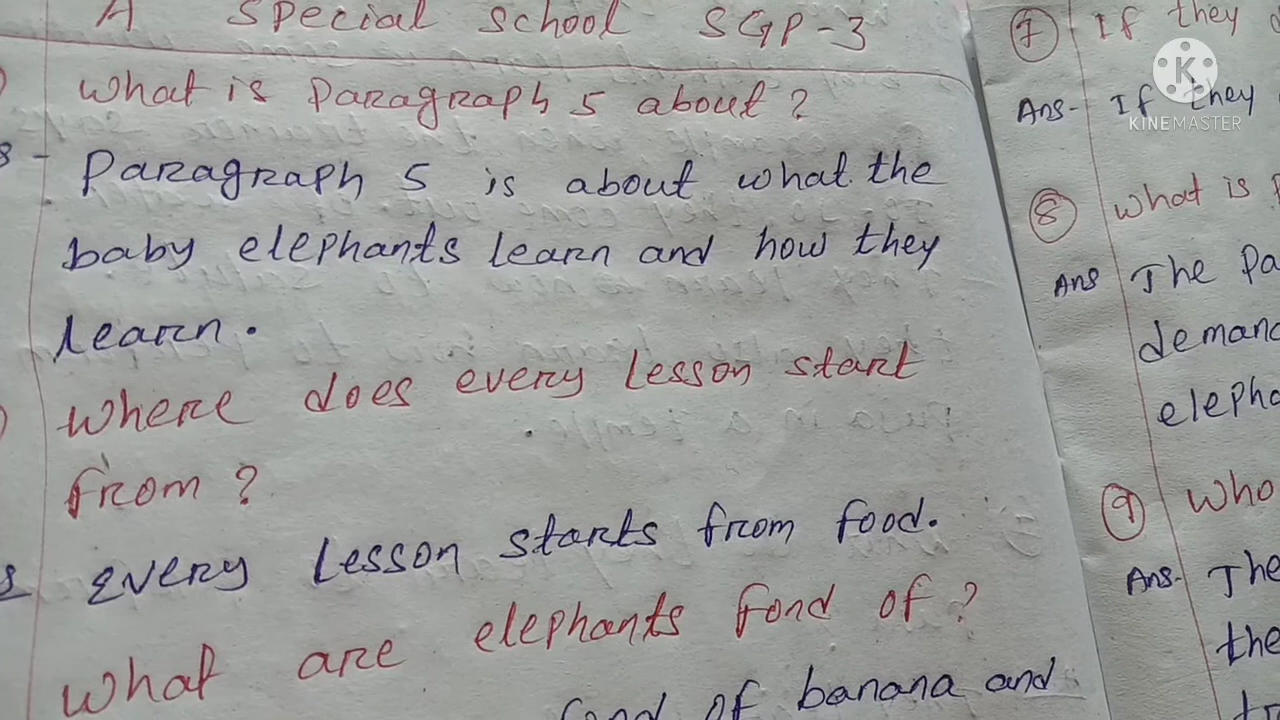 A Special School SGP-3
What is Paragraph 5 about?
Paragraph 5 is about what the
baby elephants learn and how they
learn.
Where does every lesson start
from?
Every lesson starts from food.
What are elephants fond of?
fond of banana and
7 If they
Ans- If they
8 What is
Ans The Pa
demand
elepha
9 Who
Ans- The
the
KINEMASTER